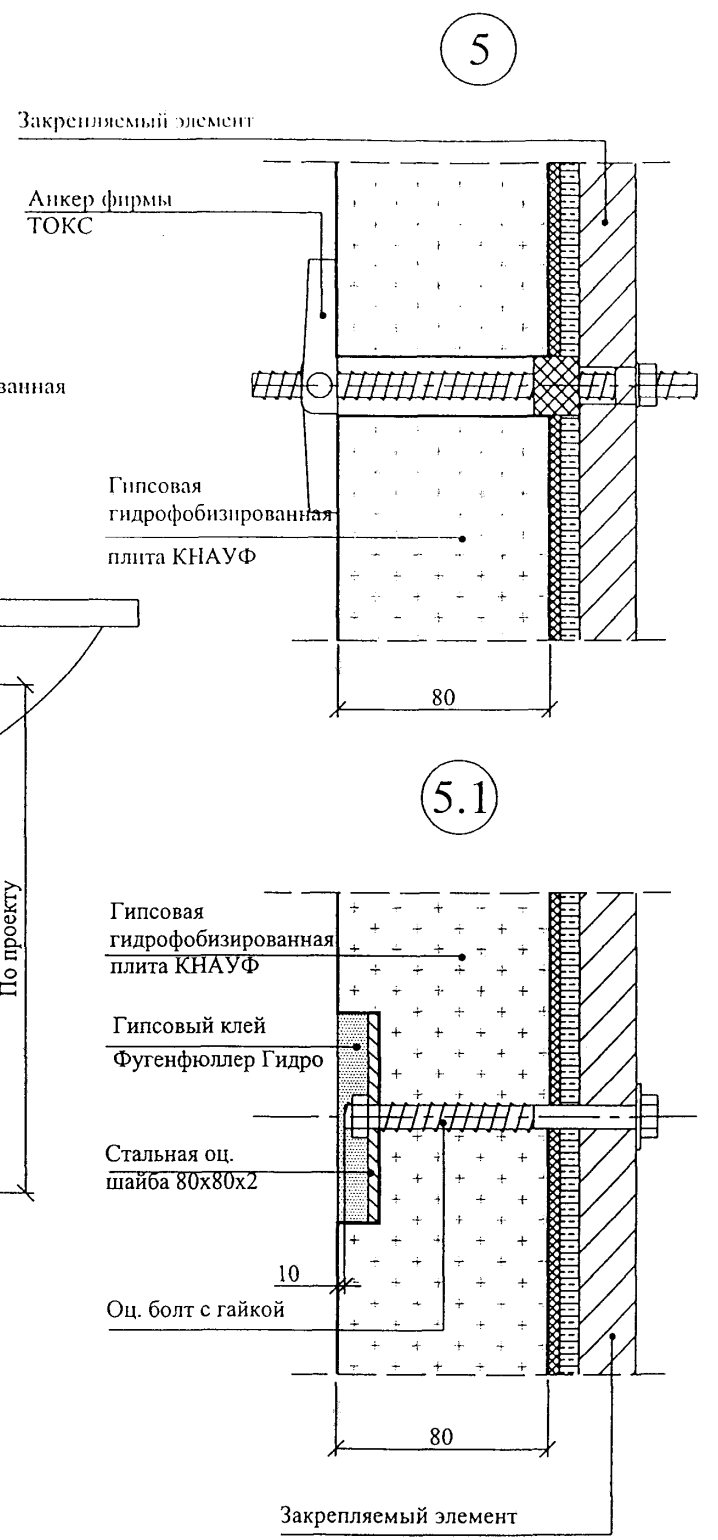 5
Закрепляемый элемент
Анкер фирмы
ТОКС
ванная
Гипсовая
гидрофобизированная
плита КНАУФ
80
5.1
По проекту
Гипсовая
гидрофобизированная
плита КНАУФ
Гипсовый клей
Фугенфюллер Гидро
Стальная оц.
шайба 80х80х2
10
Оц. болт с гайкой
80
Закрепляемый элемент